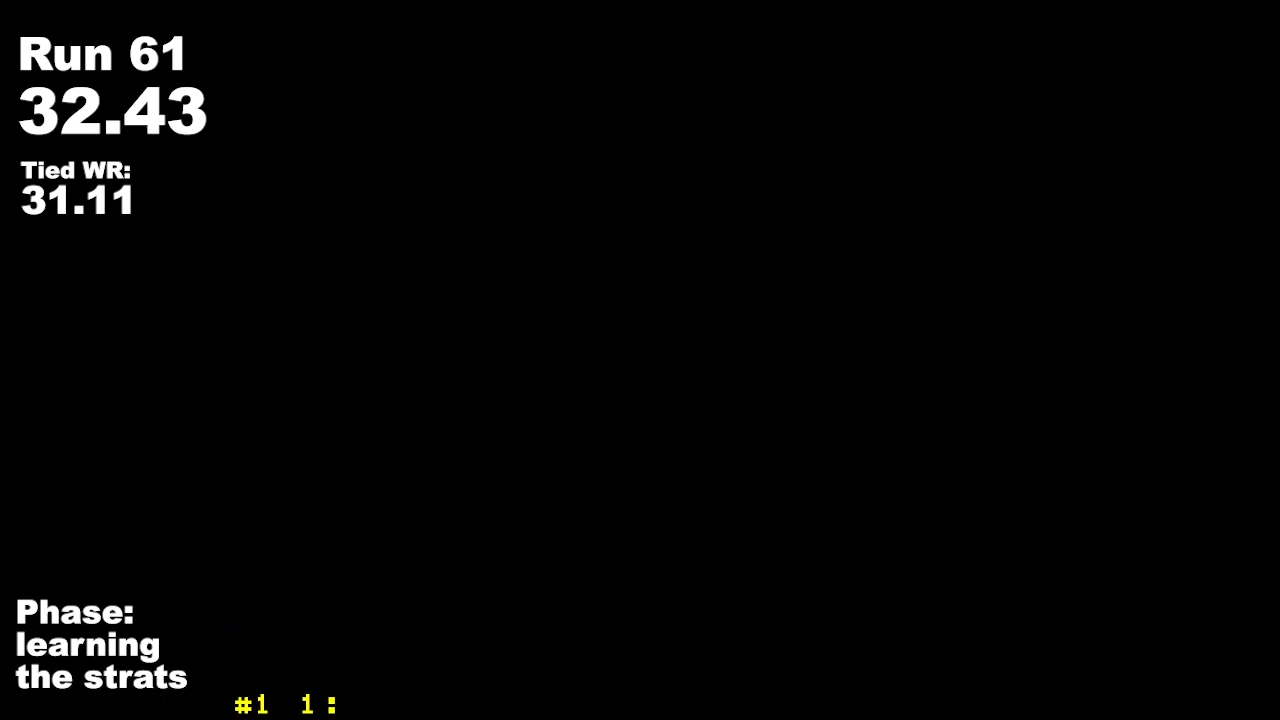 Run 61
32.43
Tied WR:
31.11
Phase:
learning
the strats
#1 1: